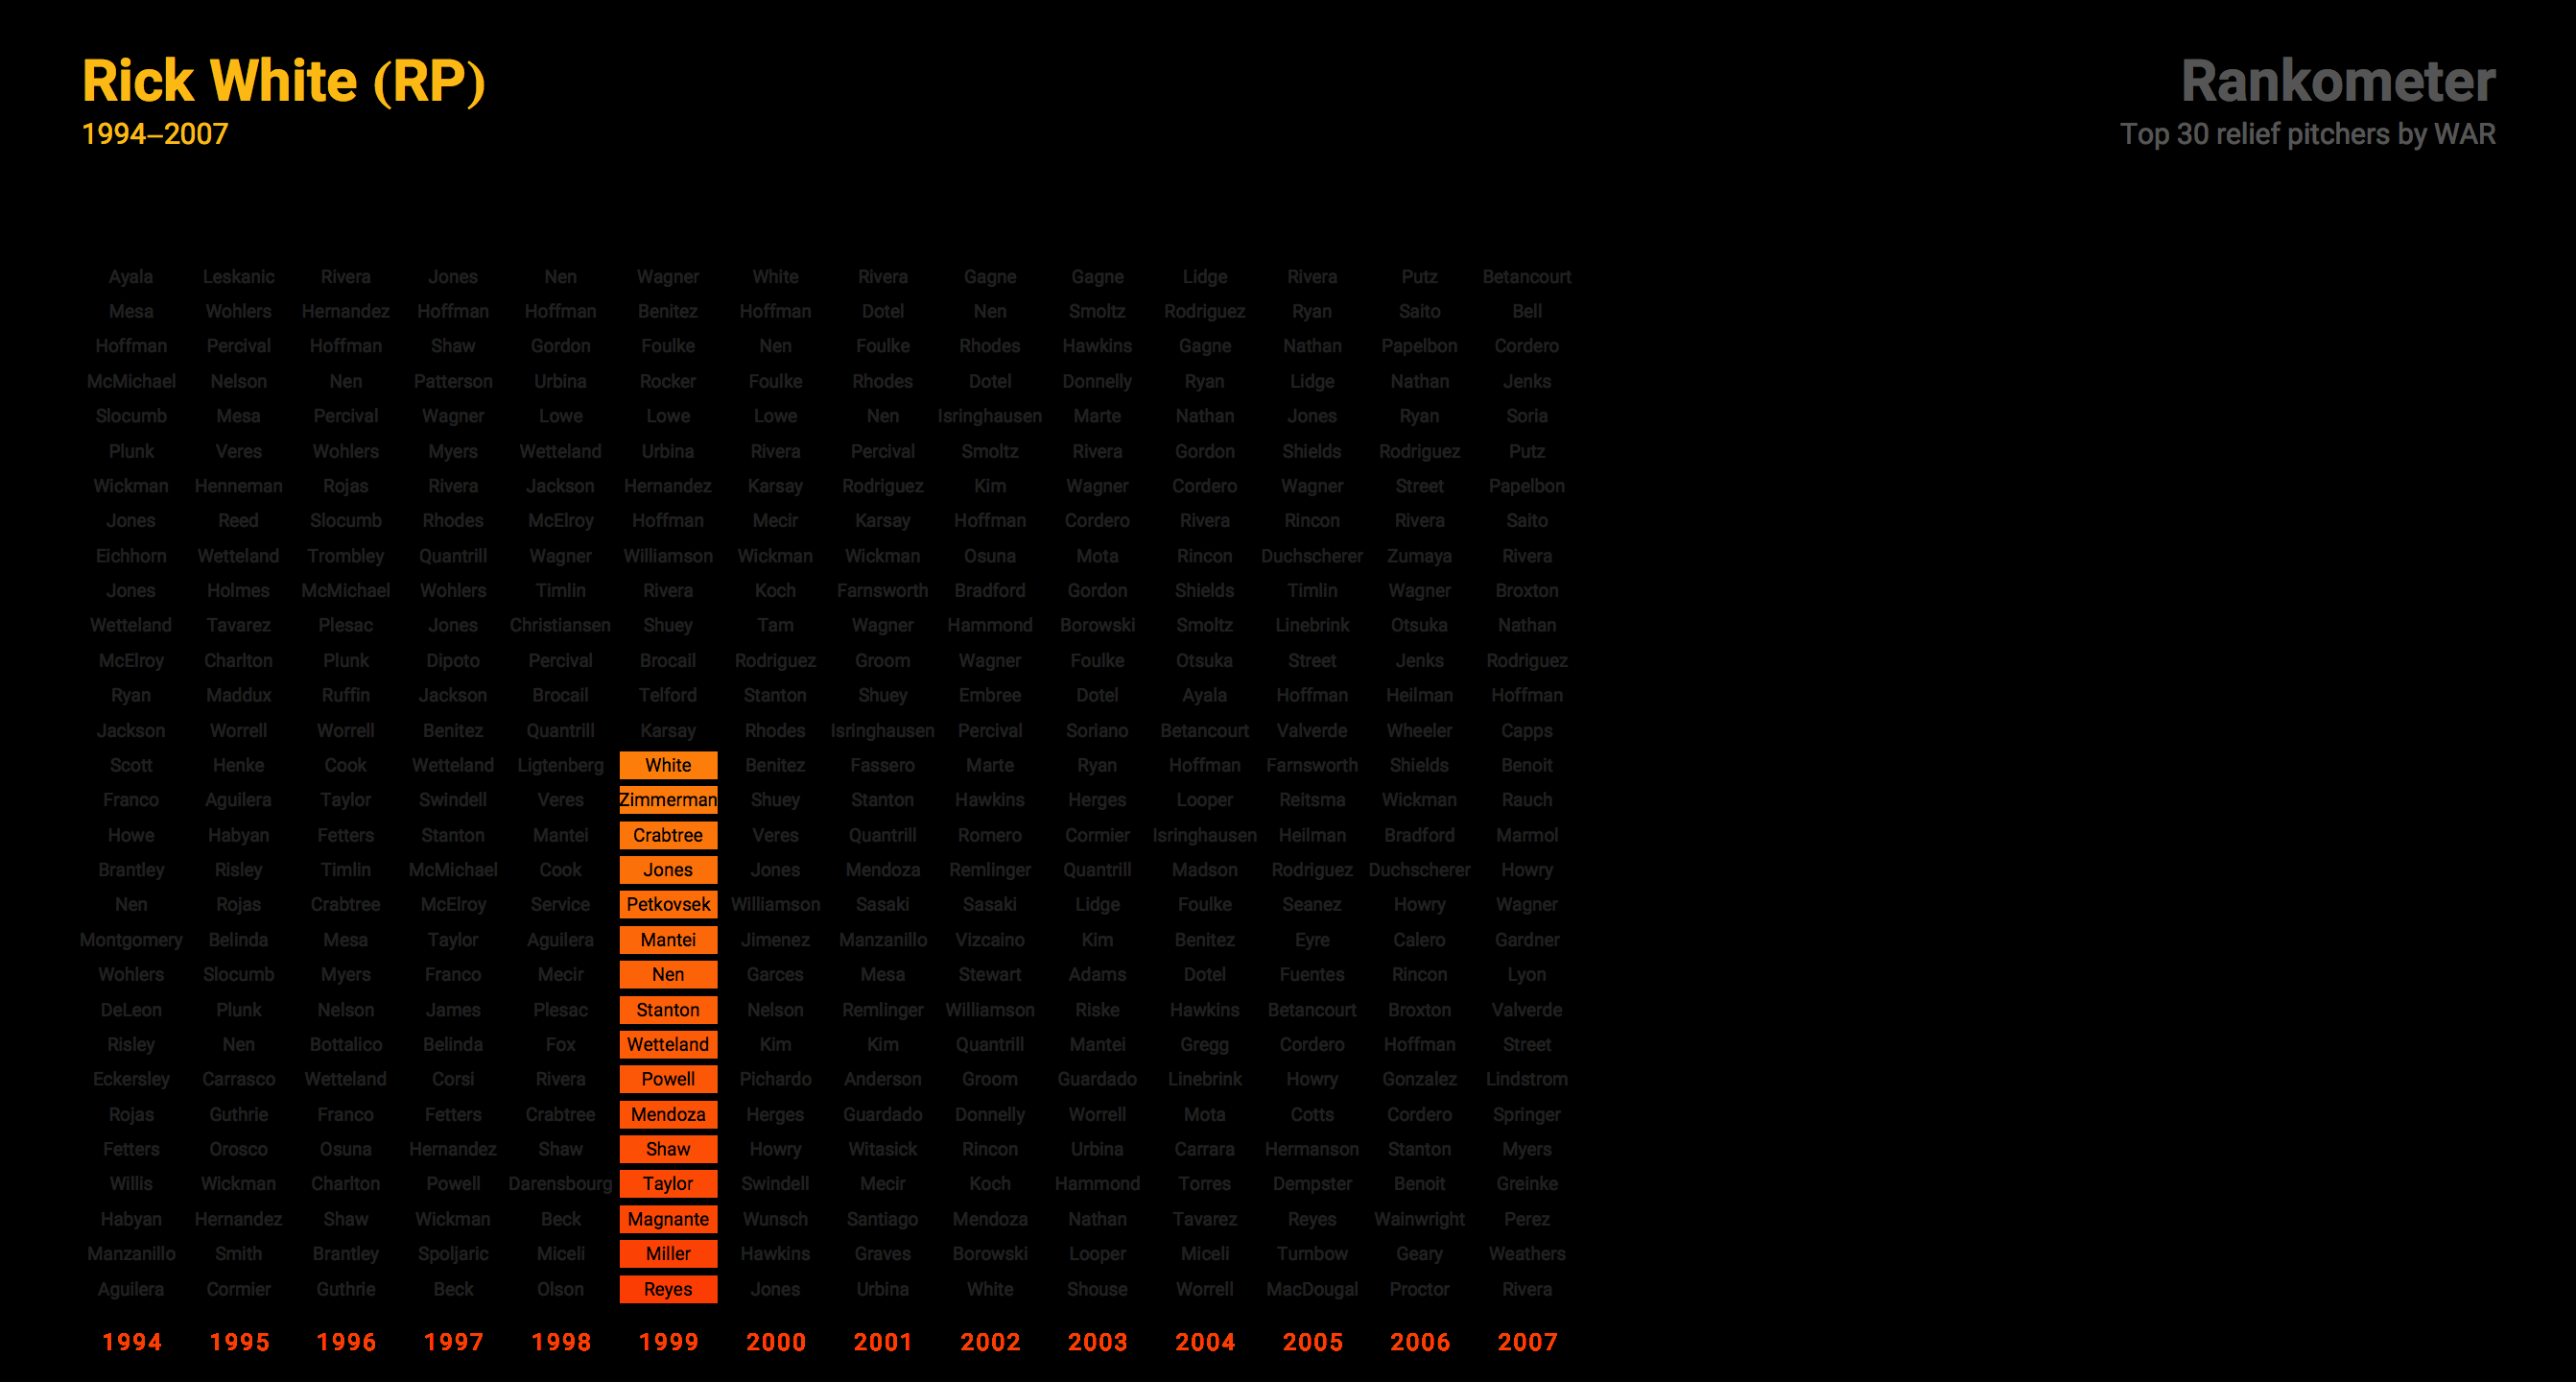 Rick White (RP)
1994–2007
Rankometer
Top 30 relief pitchers by WAR
Ayala Leskanic Rivera Jones Nen Wagner White Rivera Gagne Gagne Lidge Rivera Putz Betancourt
Mesa Wohlers Hernandez Hoffman Hoffman Benitez Hoffman Dotel Nen Smoltz Rodriguez Ryan Saito Bell
Hoffman Percival Hoffman Shaw Gordon Foulke Nen Foulke Rhodes Hawkins Gagne Nathan Papelbon Cordero
McMichael Nelson Nen Patterson Urbina Rocker Foulke Rhodes Dotel Donnelly Ryan Lidge Nathan Jenks
Slocumb Mesa Percival Wagner Lowe Lowe Lowe Nen Isringhausen Marte Nathan Jones Ryan Soria
Plunk Veres Wohlers Myers Wetteland Urbina Rivera Percival Smoltz Rivera Gordon Shields Rodriguez Putz
Wickman Henneman Rojas Rivera Jackson Hernandez Karsay Rodriguez Kim Wagner Cordero Wagner Street Papelbon
Jones Reed Slocumb Rhodes McElroy Hoffman Mecir Karsay Hoffman Cordero Rivera Rincon Rivera Saito
Eichhorn Wetteland Trombley Quantrill Wagner Williamson Wickman Wickman Osuna Mota Rincon Duchscherer Zumaya Rivera
Jones Holmes McMichael Wohlers Timlin Rivera Koch Farnsworth Bradford Gordon Shields Timlin Wagner Broxton
Wetteland Tavarez Plesac Jones Christiansen Shuey Tam Wagner Hammond Borowski Smoltz Linebrink Otsuka Nathan
McElroy Charlton Plunk Dipoto Percival Brocail Rodriguez Groom Wagner Foulke Otsuka Street Jenks Rodriguez
Ryan Maddux Ruffin Jackson Brocail Telford Stanton Shuey Embree Dotel Ayala Hoffman Heilman Hoffman
Jackson Worrell Worrell Benitez Quantrill Karsay Rhodes Isringhausen Percival Soriano Betancourt Valverde Wheeler Capps
Scott Henke Cook Wetteland Ligtenberg White Benitez Fassero Marte Ryan Hoffman Farnsworth Shields Benoit
Franco Aguilera Taylor Swindell Veres Zimmerman Shuey Stanton Hawkins Herges Looper Reitsma Wickman Rauch
Howe Habyan Fetters Stanton Mantei Crabtree Veres Quantrill Romero Cormier Isringhausen Heilman Bradford Marmol
Brantley Risley Timlin McMichael Cook Jones Jones Mendoza Remlinger Quantrill Madson Rodriguez Duchscherer Howry
Nen Rojas Crabtree McElroy Service Petkovsek Williamson Sasaki Sasaki Lidge Foulke Seanez Howry Wagner
Montgomery Belinda Mesa Taylor Aguilera Mantei Jimenez Manzanillo Vizcaino Kim Benitez Eyre Calero Gardner
Wohlers Slocumb Myers Franco Mecir Nen Garces Mesa Stewart Adams Dotel Fuentes Rincon Lyon
DeLeon Plunk Nelson James Plesac Stanton Nelson Remlinger Williamson Riske Hawkins Betancourt Broxton Valverde
Risley Nen Bottalico Belinda Fox Wetteland Kim Kim Quantrill Mantei Gregg Cordero Hoffman Street
Eckersley Carrasco Wetteland Corsi Rivera Powell Pichardo Anderson Groom Guardado Linebrink Howry Gonzalez Lindstrom
Rojas Guthrie Franco Fetters Crabtree Mendoza Herges Guardado Donnelly Worrell Mota Cotts Cordero Springer
Fetters Orosco Osuna Hernandez Shaw Shaw Howry Witasick Rincon Urbina Carrara Hermanson Stanton Myers
Willis Wickman Charlton Powell Darensbourg Taylor Swindell Mecir Koch Hammond Torres Dempster Benoit Greinke
Habyan Hernandez Shaw Wickman Beck Magnante Wunsch Santiago Mendoza Nathan Tavarez Reyes Wainwright Perez
Manzanillo Smith Brantley Spoljaric Miceli Miller Hawkins Graves Borowski Looper Miceli Turnbow Geary Weathers
Aguilera Cormier Guthrie Beck Olson Reyes Jones Urbina White Shouse Worrell MacDougal Proctor Rivera
1994 1995 1996 1997 1998 1999 2000 2001 2002 2003 2004 2005 2006 2007